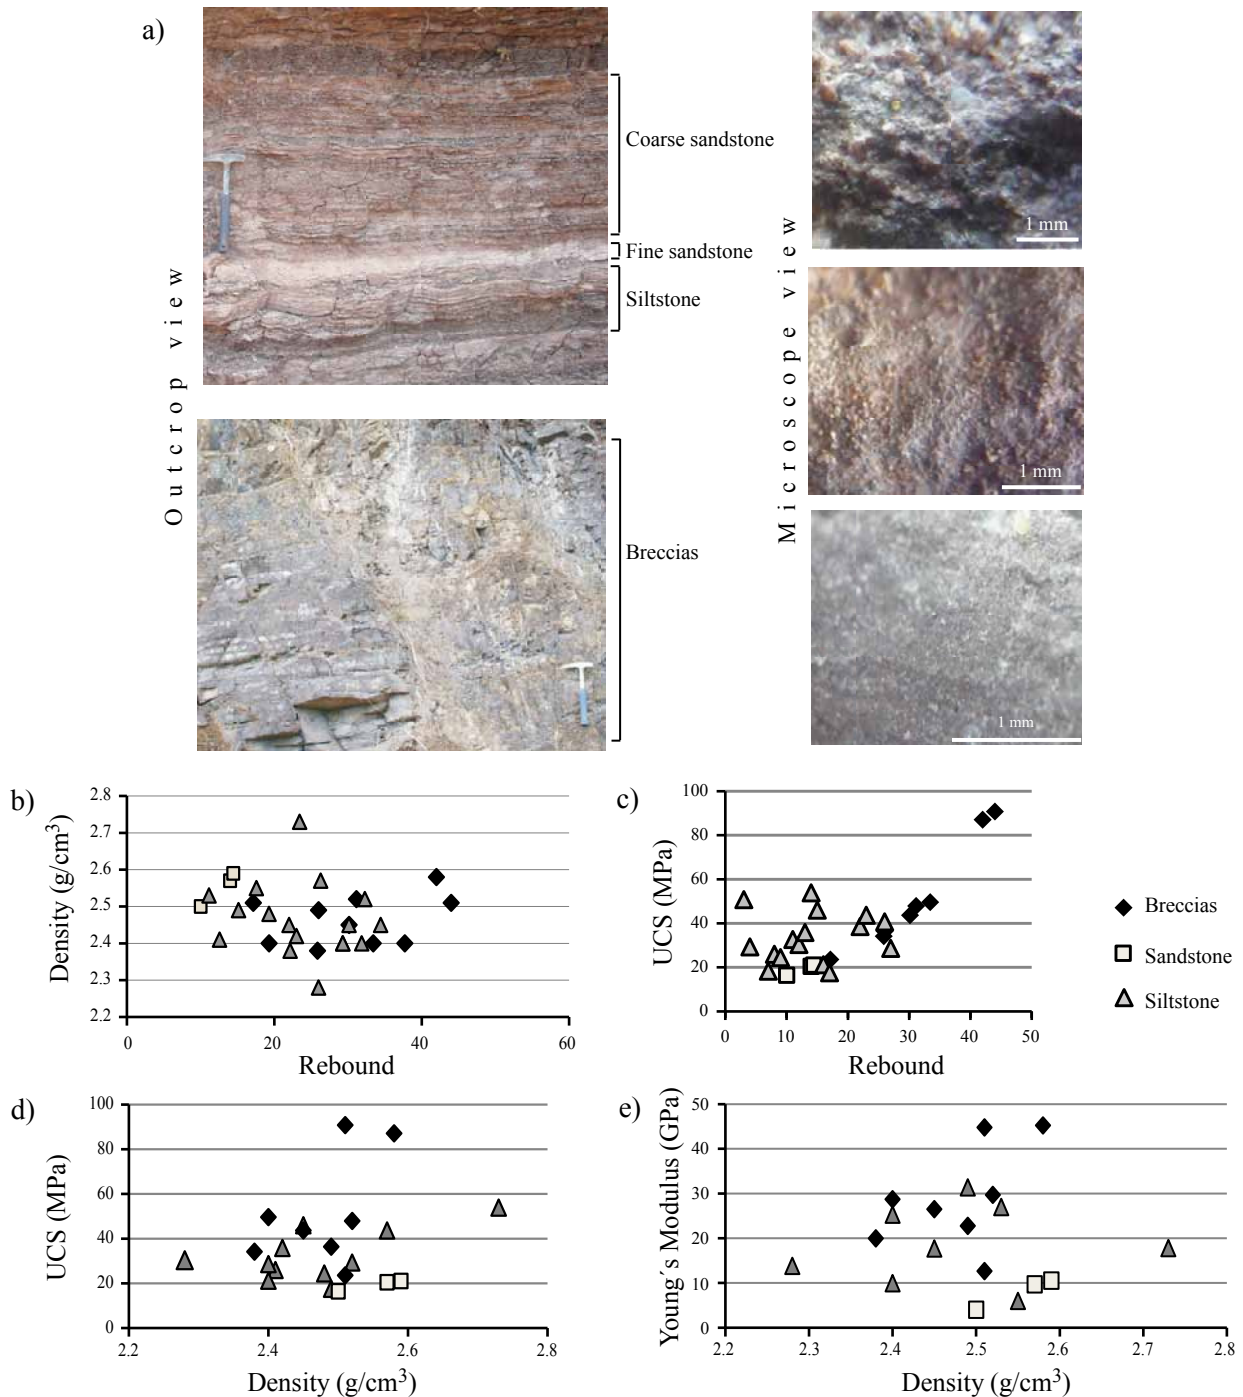 a)
Outcrop view
Coarse sandstone
Fine sandstone
Siltstone
Breccias
Microscope view
1 mm
1 mm
1 mm
b)
Density (g/cm³)
2.8
2.7
2.6
2.5
2.4
2.3
2.2
0
20
40
60
Rebound
c)
UCS (MPa)
100
80
60
40
20
0
0
10
20
30
40
50
Rebound
Breccias
Sandstone
Siltstone
d)
UCS (MPa)
100
80
60
40
20
0
2.2
2.4
2.6
2.8
Density (g/cm³)
e)
Young´s Modulus (GPa)
50
40
30
20
10
0
2.2
2.3
2.4
2.5
2.6
2.7
2.8
Density (g/cm³)